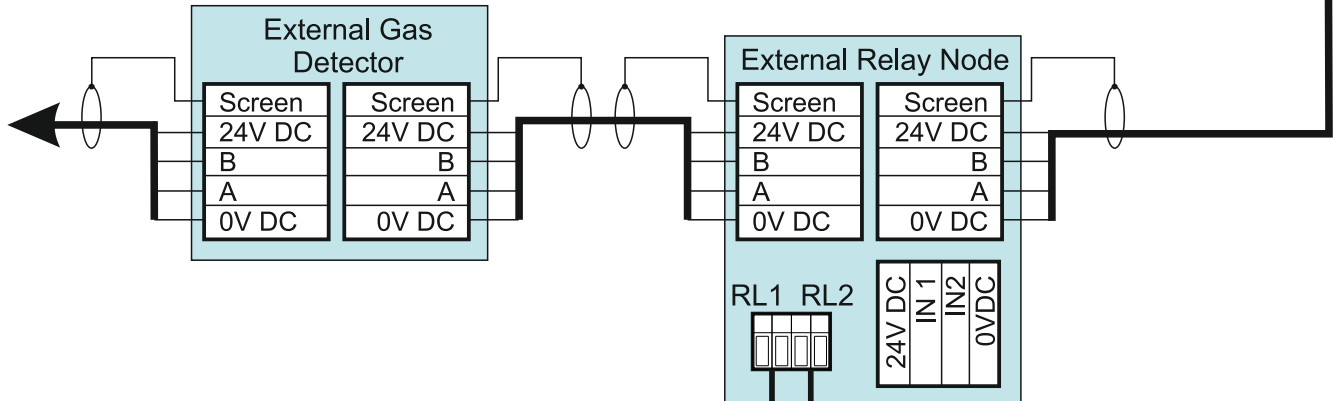 External Gas
Detector
Screen
24V DC
B
A
0V DC
Screen
24V DC
B
A
0V DC
External Relay Node
Screen
24V DC
B
A
0V DC
Screen
24V DC
B
A
0V DC
RL1 RL2
24V DC
IN 1
IN2
0VDC